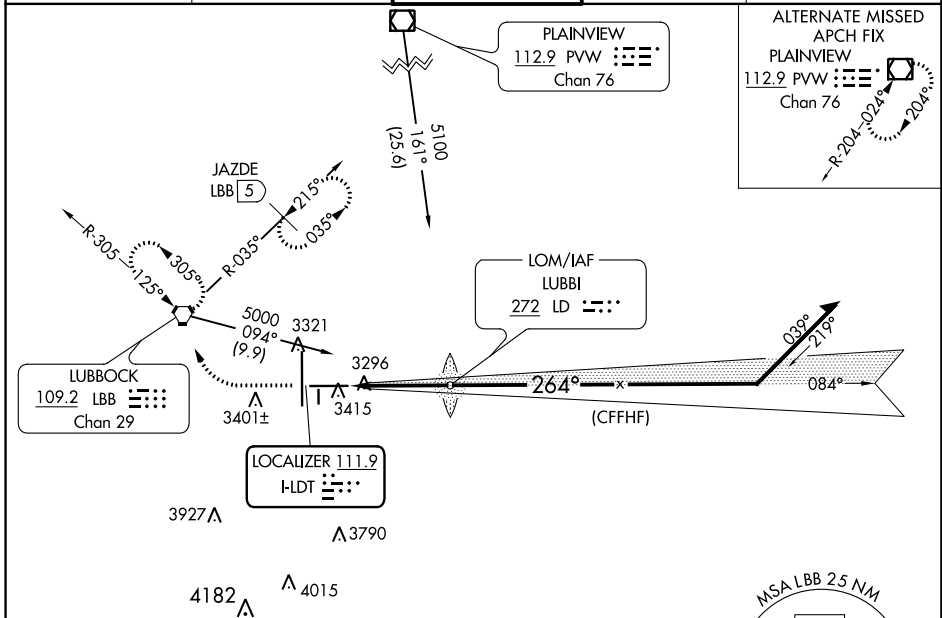 PLAINVIEW
112.9 PVW
Chan 76
ALTERNATE MISSED
APCH FIX
PLAINVIEW
112.9 PVW
Chan 76
R-204
024°
204°
5100
161°
(25.6)
JAZDE
LBB 5
215°
035°
R-035°
R-305
125°
305°
LOM/IAF
LUBBI
272 LD
5000
094°
(9.9)
3321
3296
3415
3401±
039°
219°
264°
x
084°
(CFFHF)
LUBBOCK
109.2 LBB
Chan 29
LOCALIZER 111.9
I-LDT
3927
3790
4015
4182
MSA LBB 25 NM